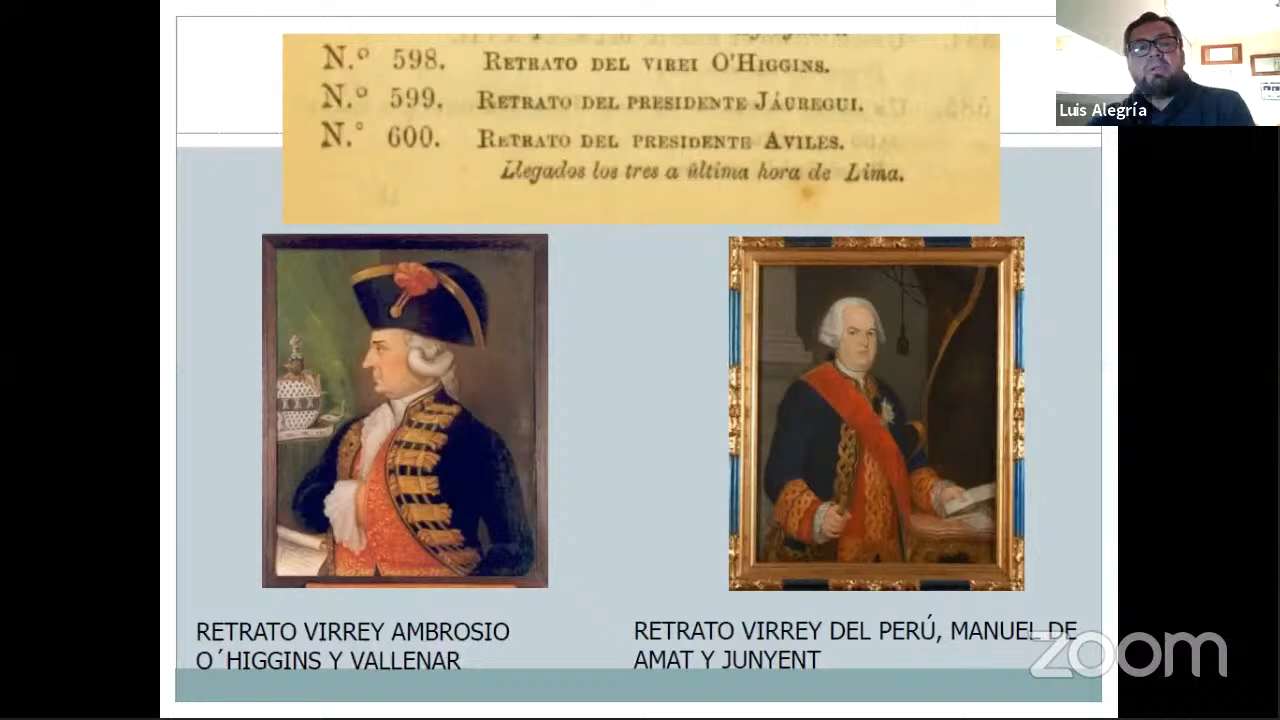 N.º 598. RETRATO DEL VIREI O'HIGGINS.
N.º 599. RETRATO DEL PRESIDENTE JÁUREGUI.
N.º 600. RETRATO DEL PRESIDENTE AVILES.
Llegados los tres a última hora de Lima.
Luis Alegría
RETRATO VIRREY AMBROSIO
O´HIGGINS Y VALLENAR
RETRATO VIRREY DEL PERÚ, MANUEL DE
AMAT Y JUNYENT
zoom